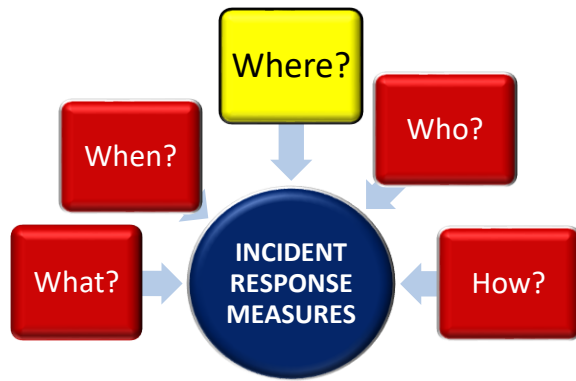 Where?
When?
Who?
What?
INCIDENT
RESPONSE
MEASURES
How?